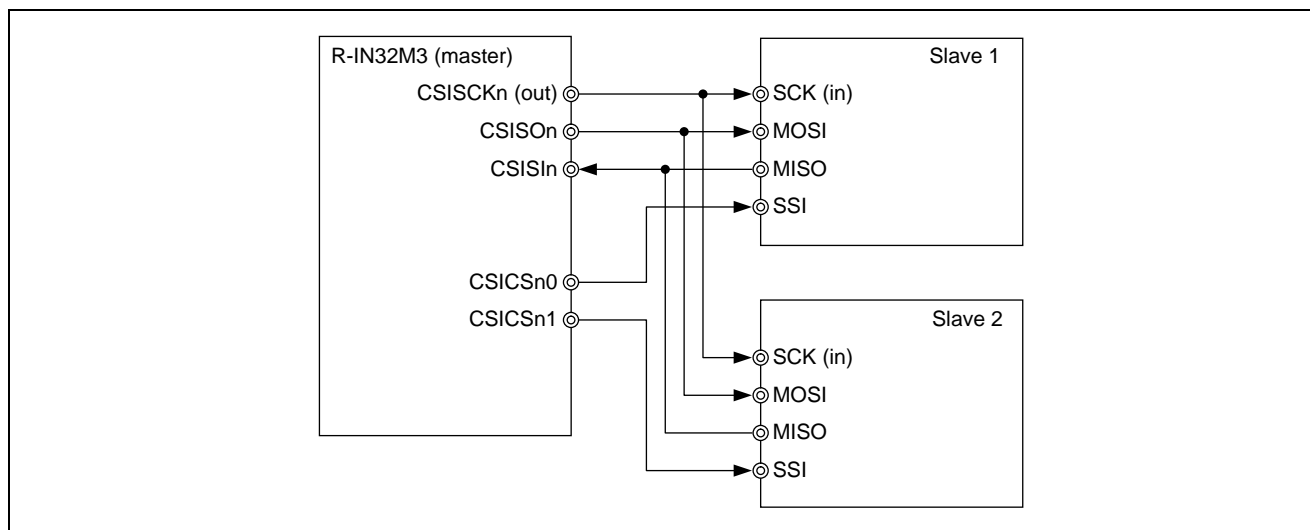 R-IN32M3 (master)
CSISCKn (out)
CSISOn
CSISIn
CSICSn0
CSICSn1
Slave 1
SCK (in)
MOSI
MISO
SSI
Slave 2
SCK (in)
MOSI
MISO
SSI